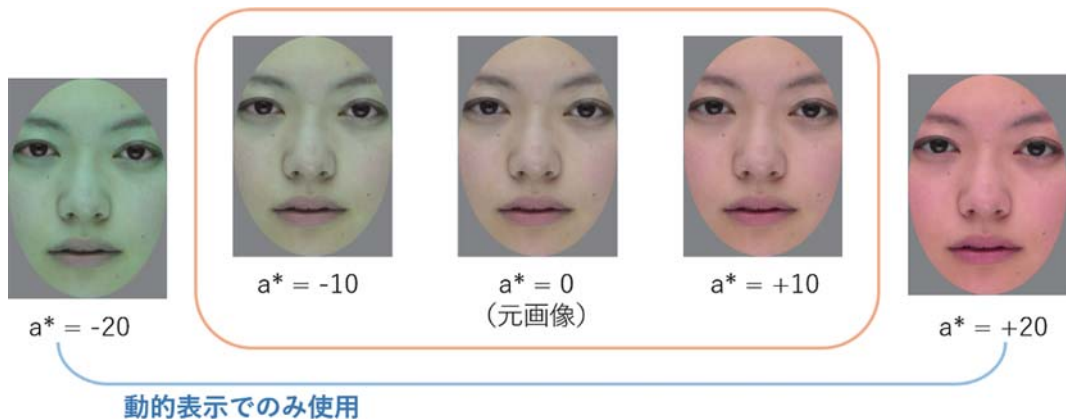 a* = -20
a* = -10
a* = 0
(元画像)
a* = +10
a* = +20
動的表示でのみ使用